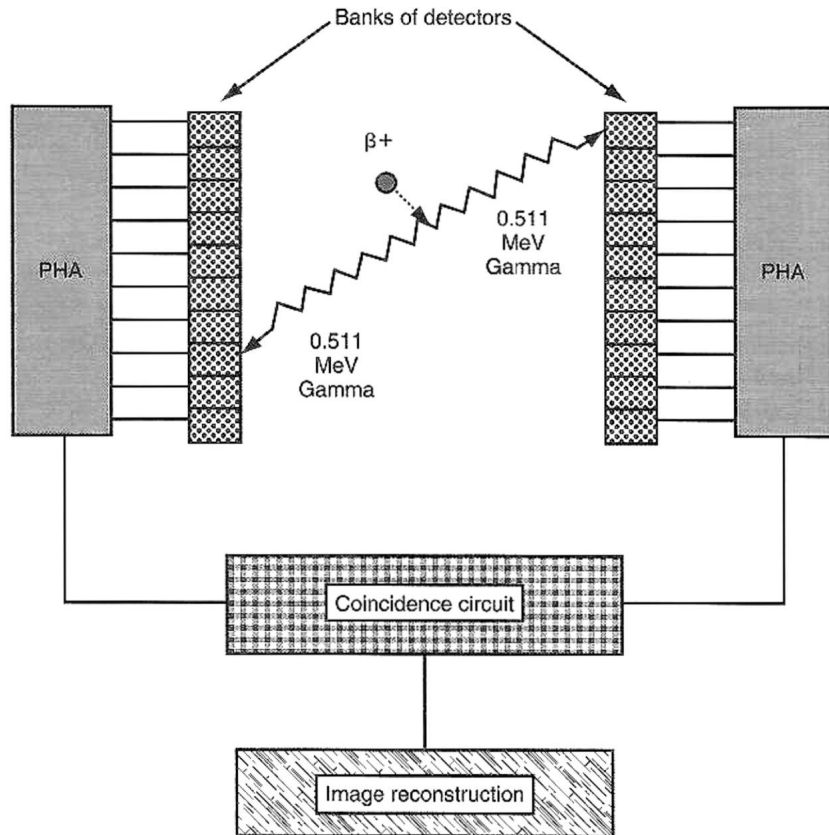 Banks of detectors
β+
PHA
0.511
MeV
Gamma
PHA
0.511
MeV
Gamma
Coincidence circuit
Image reconstruction